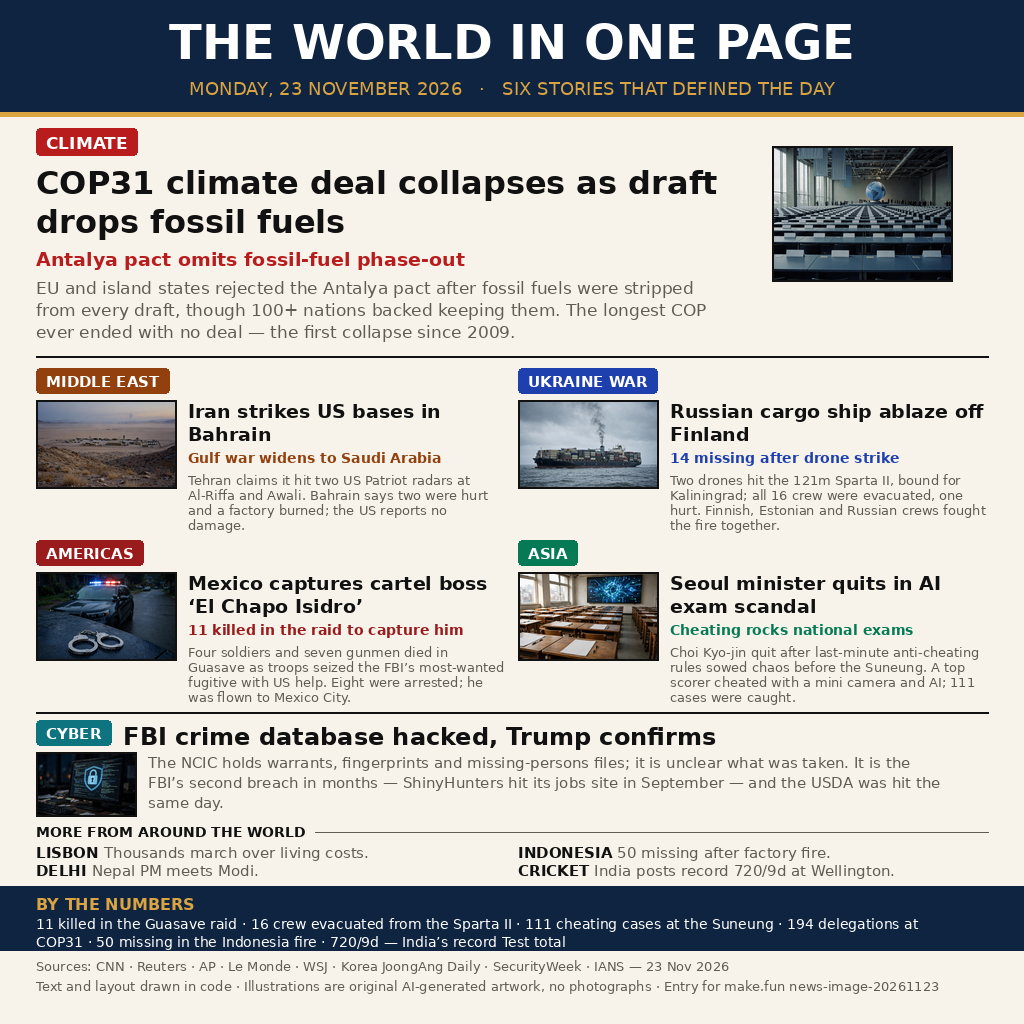 THE WORLD IN ONE PAGE
MONDAY, 23 NOVEMBER 2026 · SIX STORIES THAT DEFINED THE DAY
CLIMATE
COP31 climate deal collapses as draft
drops fossil fuels
Antalya pact omits fossil-fuel phase-out
EU and island states rejected the Antalya pact after fossil fuels were stripped
from every draft, though 100+ nations backed keeping them. The longest COP
ever ended with no deal — the first collapse since 2009.
MIDDLE EAST
Iran strikes US bases in
Bahrain
Gulf war widens to Saudi Arabia
Tehran claims it hit two US Patriot radars at
Al-Riffa and Awali. Bahrain says two were hurt
and a factory burned; the US reports no
damage.
UKRAINE WAR
Russian cargo ship ablaze off
Finland
14 missing after drone strike
Two drones hit the 121m Sparta II, bound for
Kaliningrad; all 16 crew were evacuated, one
hurt. Finnish, Estonian and Russian crews fought
the fire together.
AMERICAS
Mexico captures cartel boss
‘El Chapo Isidro’
11 killed in the raid to capture him
Four soldiers and seven gunmen died in
Guasave as troops seized the FBI’s most-wanted
fugitive with US help. Eight were arrested; he
was flown to Mexico City.
ASIA
Seoul minister quits in AI
exam scandal
Cheating rocks national exams
Choi Kyo-jin quit after last-minute anti-cheating
rules sowed chaos before the Suneung. A top
scorer cheated with a mini camera and AI; 111
cases were caught.
CYBER
FBI crime database hacked, Trump confirms
The NCIC holds warrants, fingerprints and missing-persons files; it is unclear what was taken. It is the
FBI’s second breach in months — ShinyHunters hit its jobs site in September — and the USDA was hit the
same day.
MORE FROM AROUND THE WORLD
LISBON Thousands march over living costs.
INDONESIA 50 missing after factory fire.
DELHI Nepal PM meets Modi.
CRICKET India posts record 720/9d at Wellington.
BY THE NUMBERS
11 killed in the Guasave raid · 16 crew evacuated from the Sparta II · 111 cheating cases at the Suneung · 194 delegations at
COP31 · 50 missing in the Indonesia fire · 720/9d — India’s record Test total
Sources: CNN · Reuters · AP · Le Monde · WSJ · Korea JoongAng Daily · SecurityWeek · IANS — 23 Nov 2026
Text and layout drawn in code · Illustrations are original AI-generated artwork, no photographs · Entry for make.fun news-image-20261123